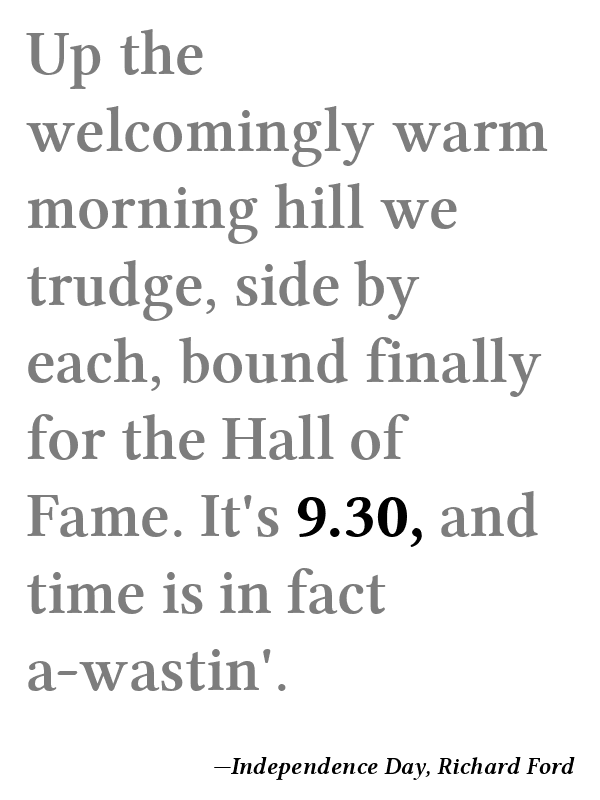 Up the
welcomingly warm
morning hill we
trudge, side by
each, bound finally
for the Hall of
Fame. It's 9.30, and
time is in fact
a-wastin'.
—Independence Day, Richard Ford